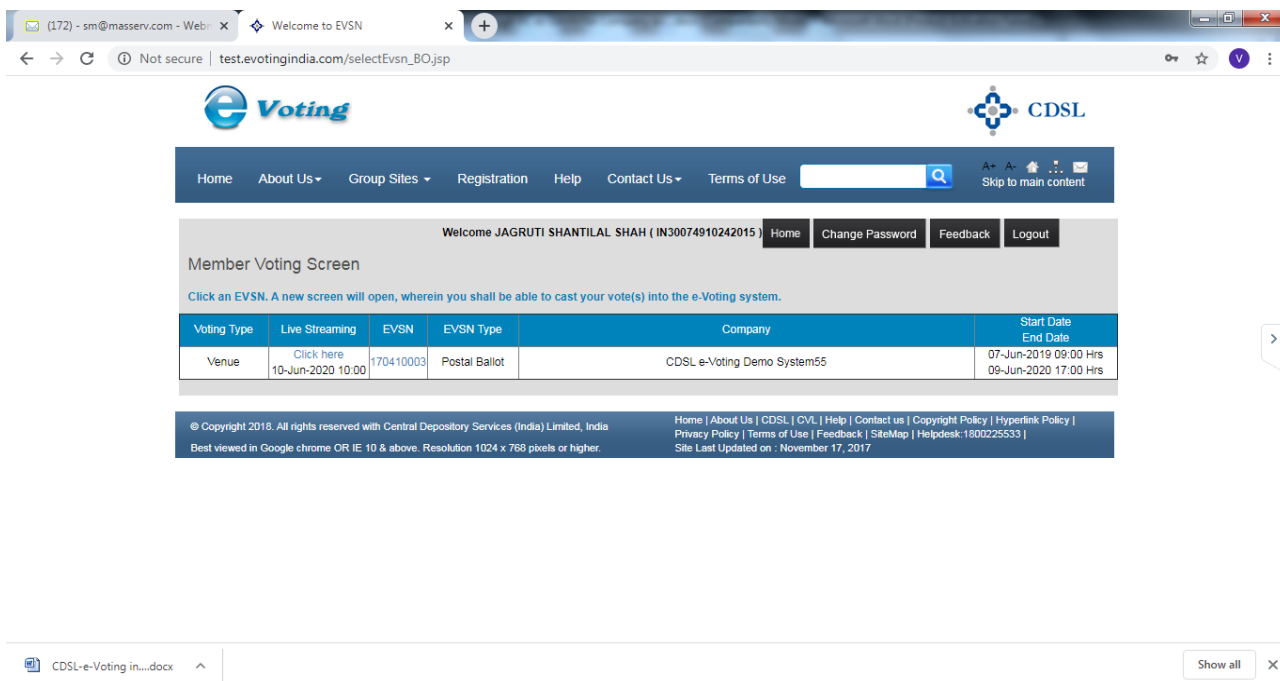 (172) - sm@masserv.com - Webm
Welcome to EVSN
Not secure | test.evotingindia.com/selectEvsn_BO.jsp
V
e Voting
CDSL
Home About Us Group Sites Registration Help Contact Us Terms of Use
A+ A-
Skip to main content
Welcome JAGRUTI SHANTILAL SHAH ( IN30074910242015 ) Home Change Password Feedback Logout
Member Voting Screen
Click an EVSN. A new screen will open, wherein you shall be able to cast your vote(s) into the e-Voting system.
Voting Type Live Streaming EVSN EVSN Type Company Start Date
End Date
Venue Click here 170410003 Postal Ballot CDSL e-Voting Demo System55 07-Jun-2019 09:00 Hrs
10-Jun-2020 10:00 09-Jun-2020 17:00 Hrs
© Copyright 2018. All rights reserved with Central Depository Services (India) Limited, India
Best viewed in Google chrome OR IE 10 & above. Resolution 1024 x 768 pixels or higher.
Home | About Us | CDSL | CVL | Help | Contact us | Copyright Policy | Hyperlink Policy |
Privacy Policy | Terms of Use | Feedback | SiteMap | Helpdesk:1800225533 |
Site Last Updated on : November 17, 2017
CDSL-e-Voting in....docx
Show all